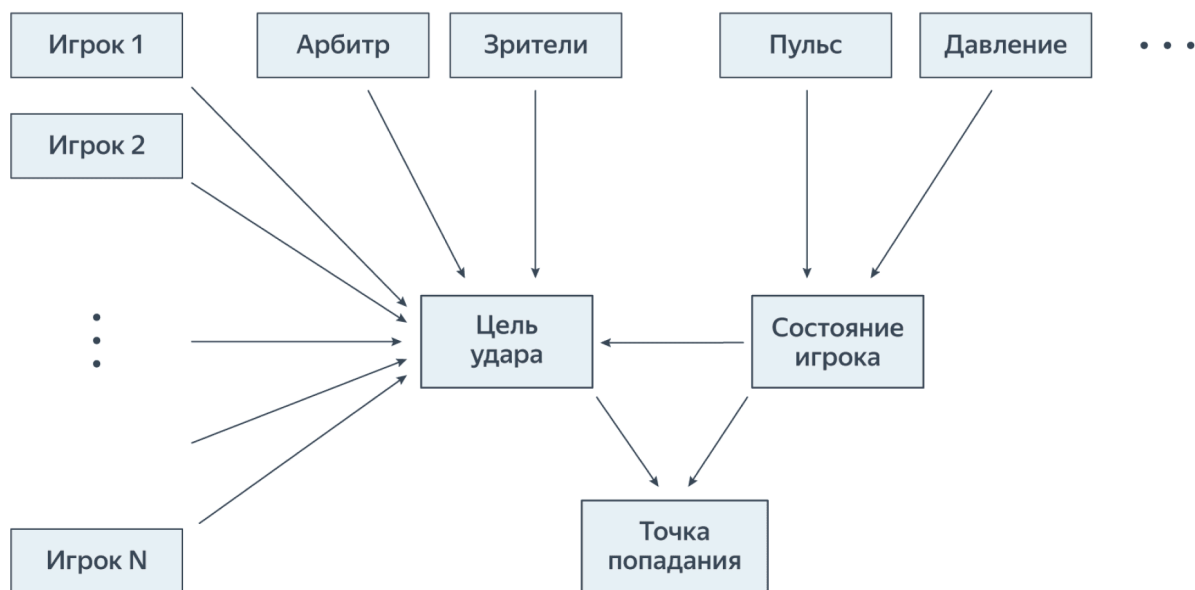 Игрок 1
Арбитр
Зрители
Пульс
Давление
Игрок 2
Цель
удара
Состояние
игрока
Точка
попадания
Игрок N